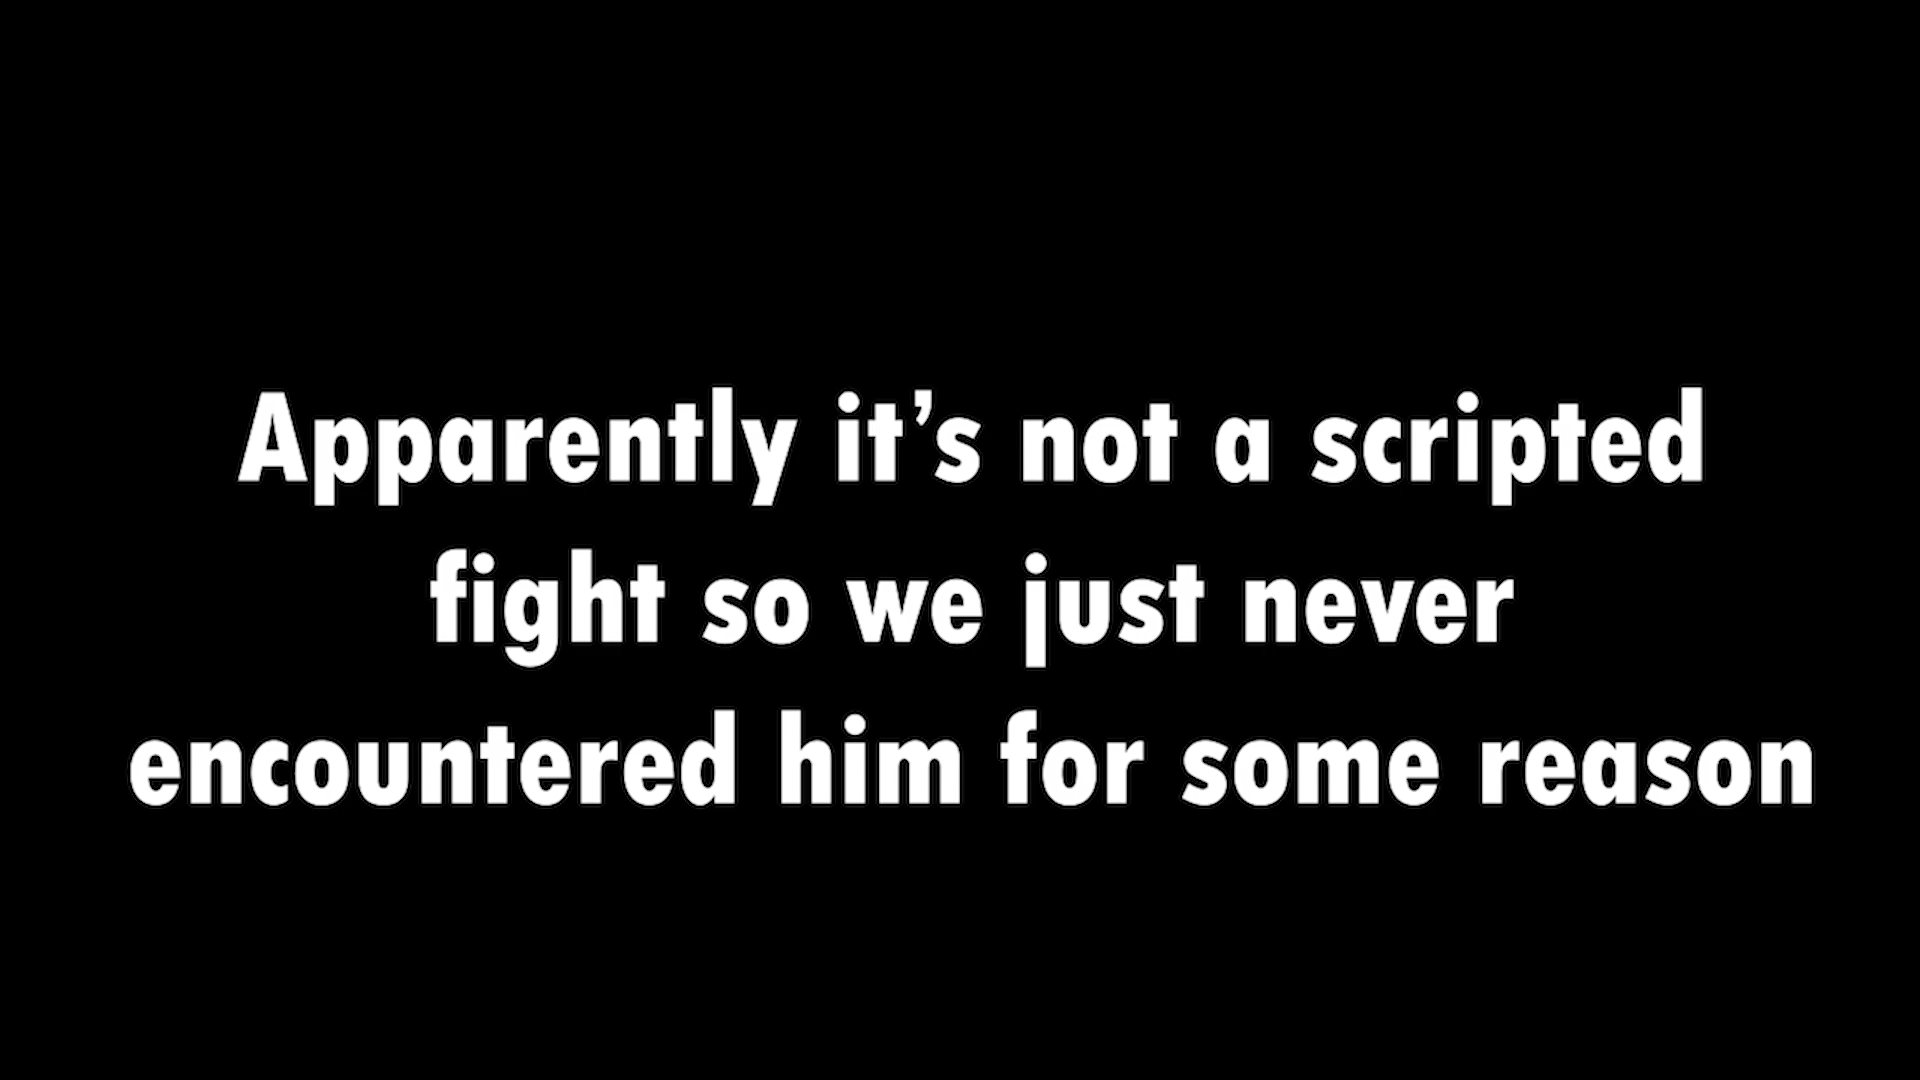 Apparently it’s not a scripted
fight so we just never
encountered him for some reason